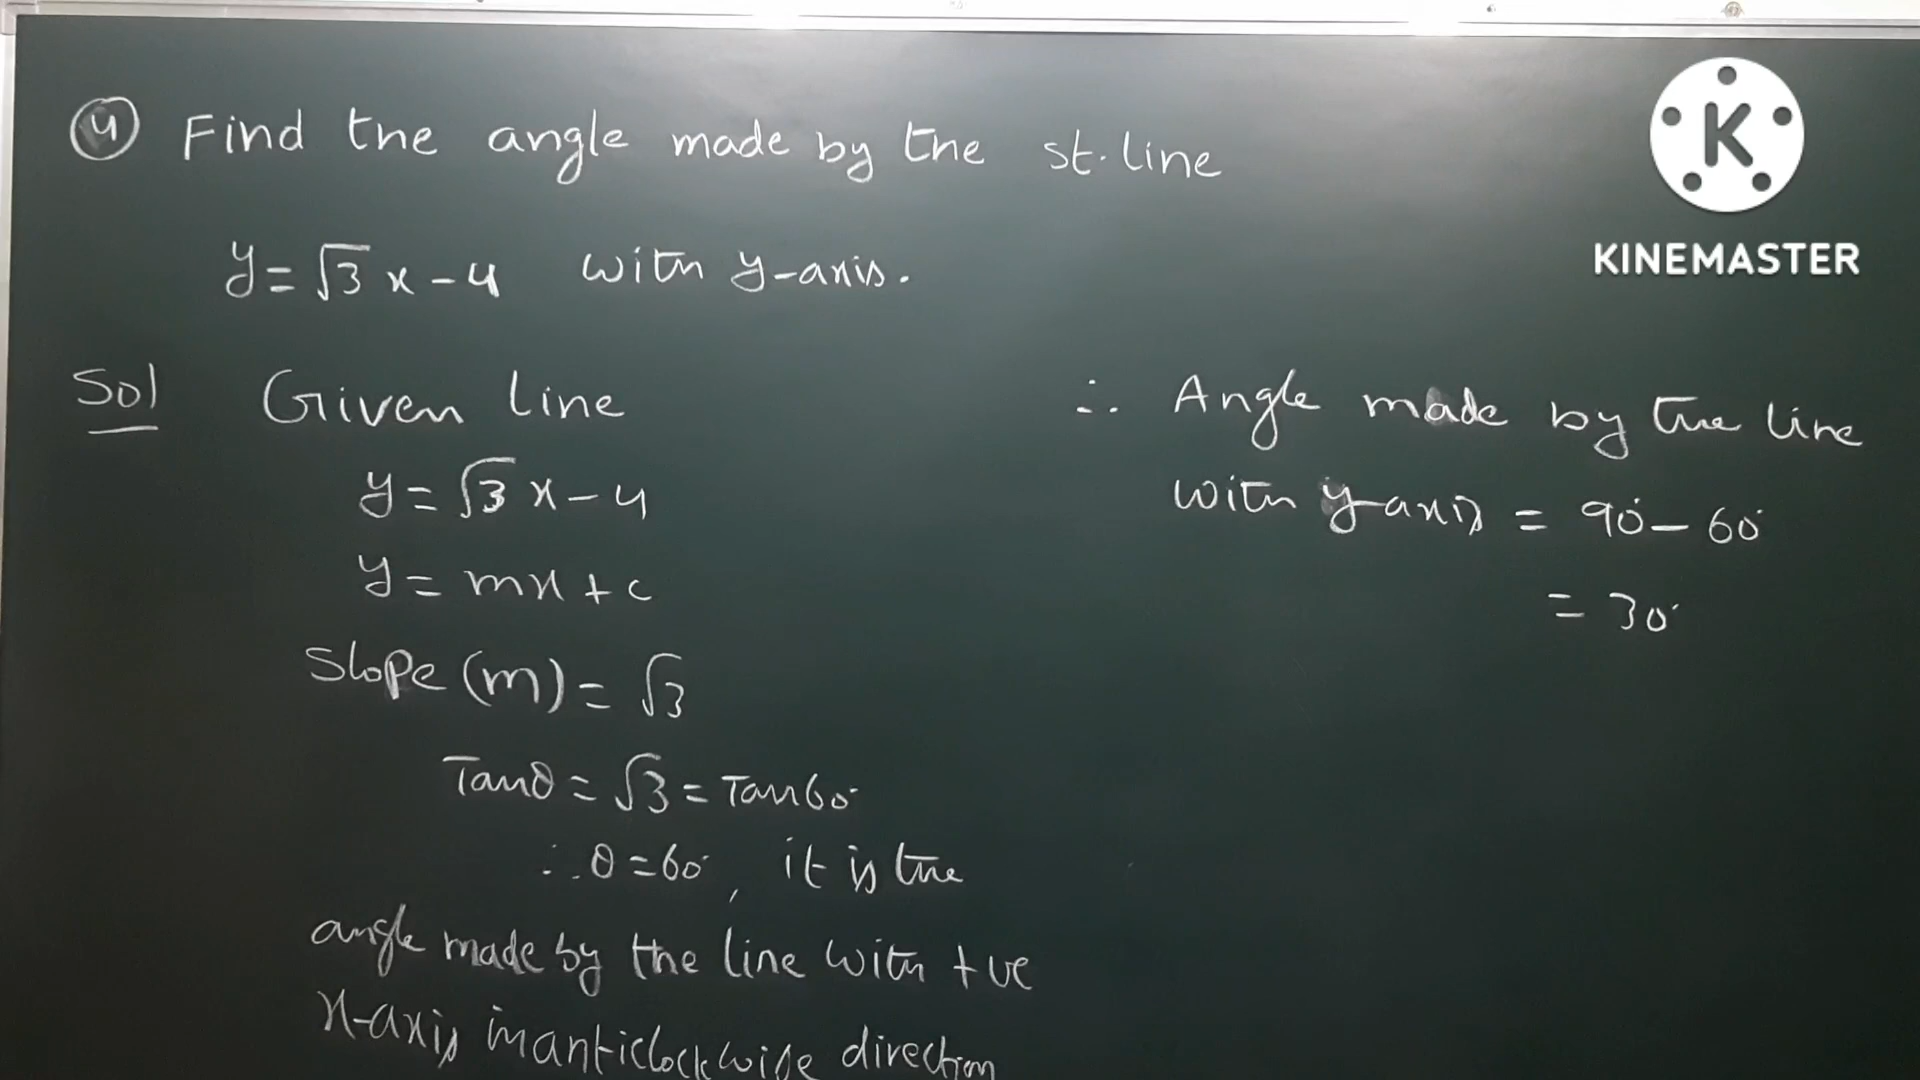 ④ Find the angle made by the st. line
y = √3 x - 4 with y-axis.
Sol Given line
y = √3 x - 4
y = mx + c
Slope (m) = √3
Tanθ = √3 = Tan60°
∴ θ = 60°, it is the
angle made by the line with +ve
x-axis in anticlockwise direction
∴ Angle made by the line
with y-axis = 90° - 60°
= 30°
K
KINEMASTER